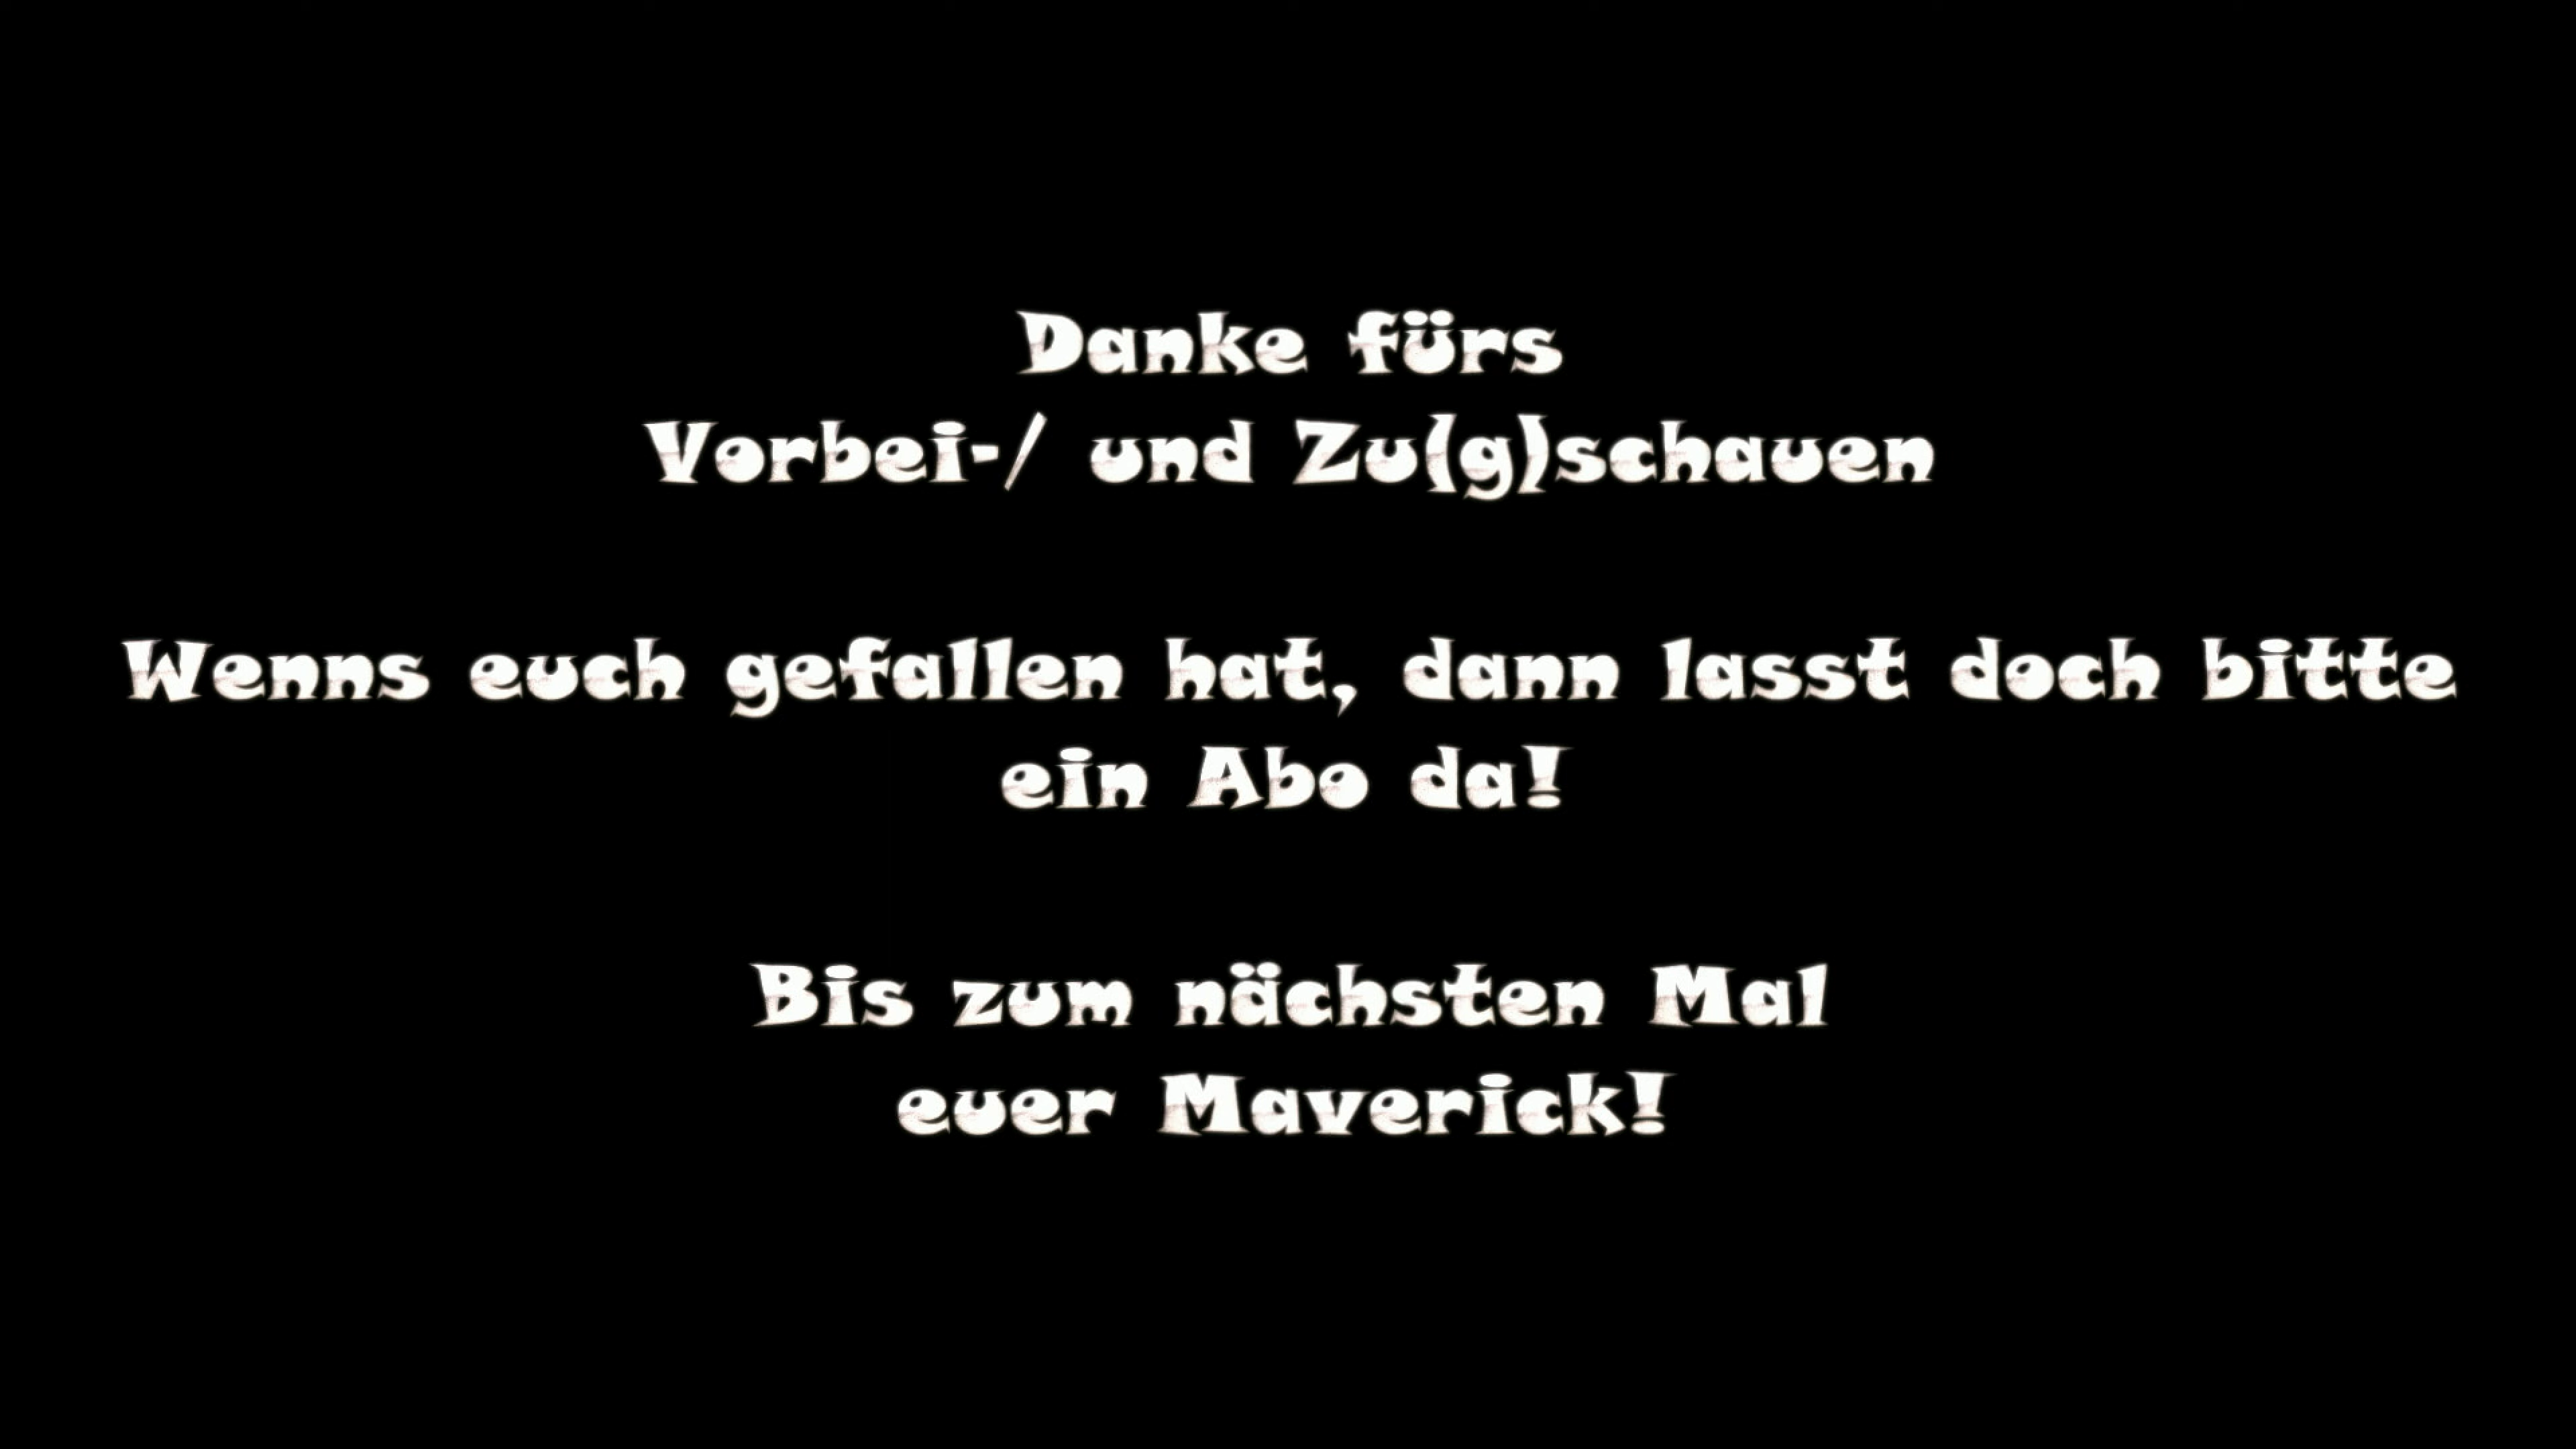 Danke fürs
Vorbei-/ und Zu(g)schauen
Wenns euch gefallen hat, dann lasst doch bitte
ein Abo da!
Bis zum nächsten Mal
euer Maverick!